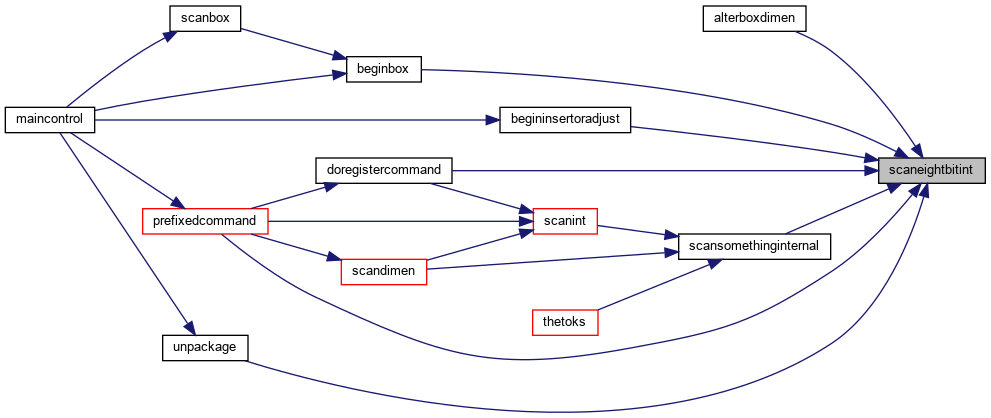 scanbox
alterboxdimen
beginbox
maincontrol
begininsertoradjust
doregistercommand
scaneightbitint
prefixedcommand
scanint
scansomethinginternal
scandimen
thetoks
unpackage